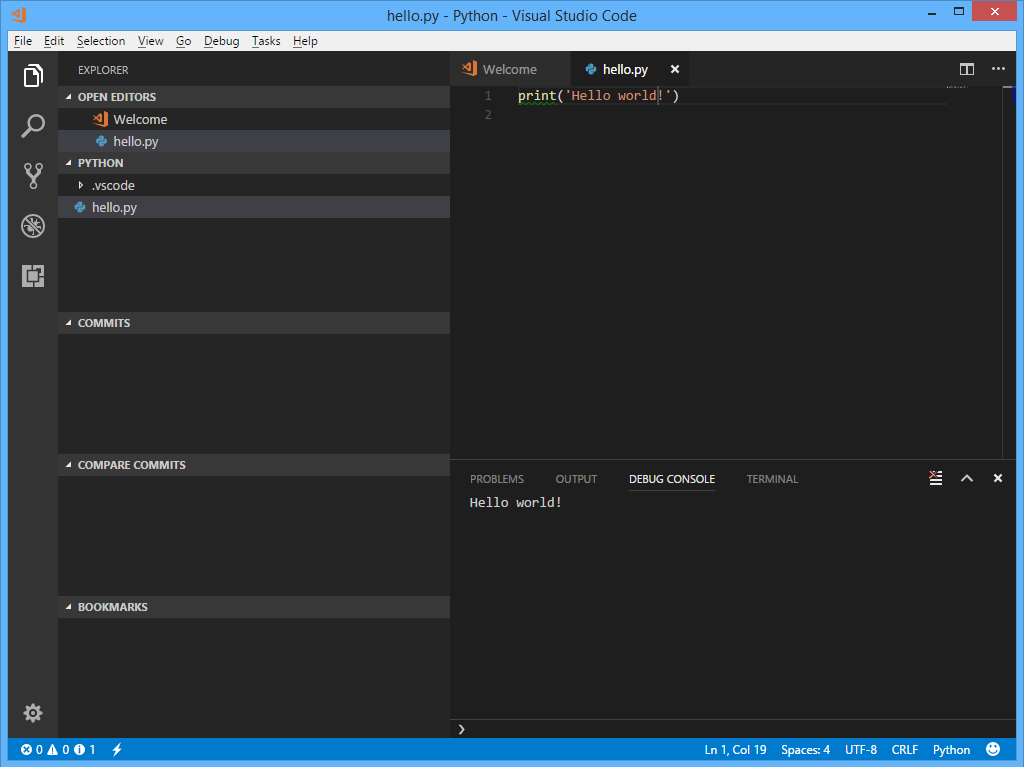 hello.py - Python - Visual Studio Code
File Edit Selection View Go Debug Tasks Help
EXPLORER
OPEN EDITORS
Welcome
hello.py
PYTHON
.vscode
hello.py
COMMITS
COMPARE COMMITS
BOOKMARKS
Welcome hello.py
1 print('Hello world!')
2
PROBLEMS OUTPUT DEBUG CONSOLE TERMINAL
Hello world!
0 0 1 Ln 1, Col 19 Spaces: 4 UTF-8 CRLF Python